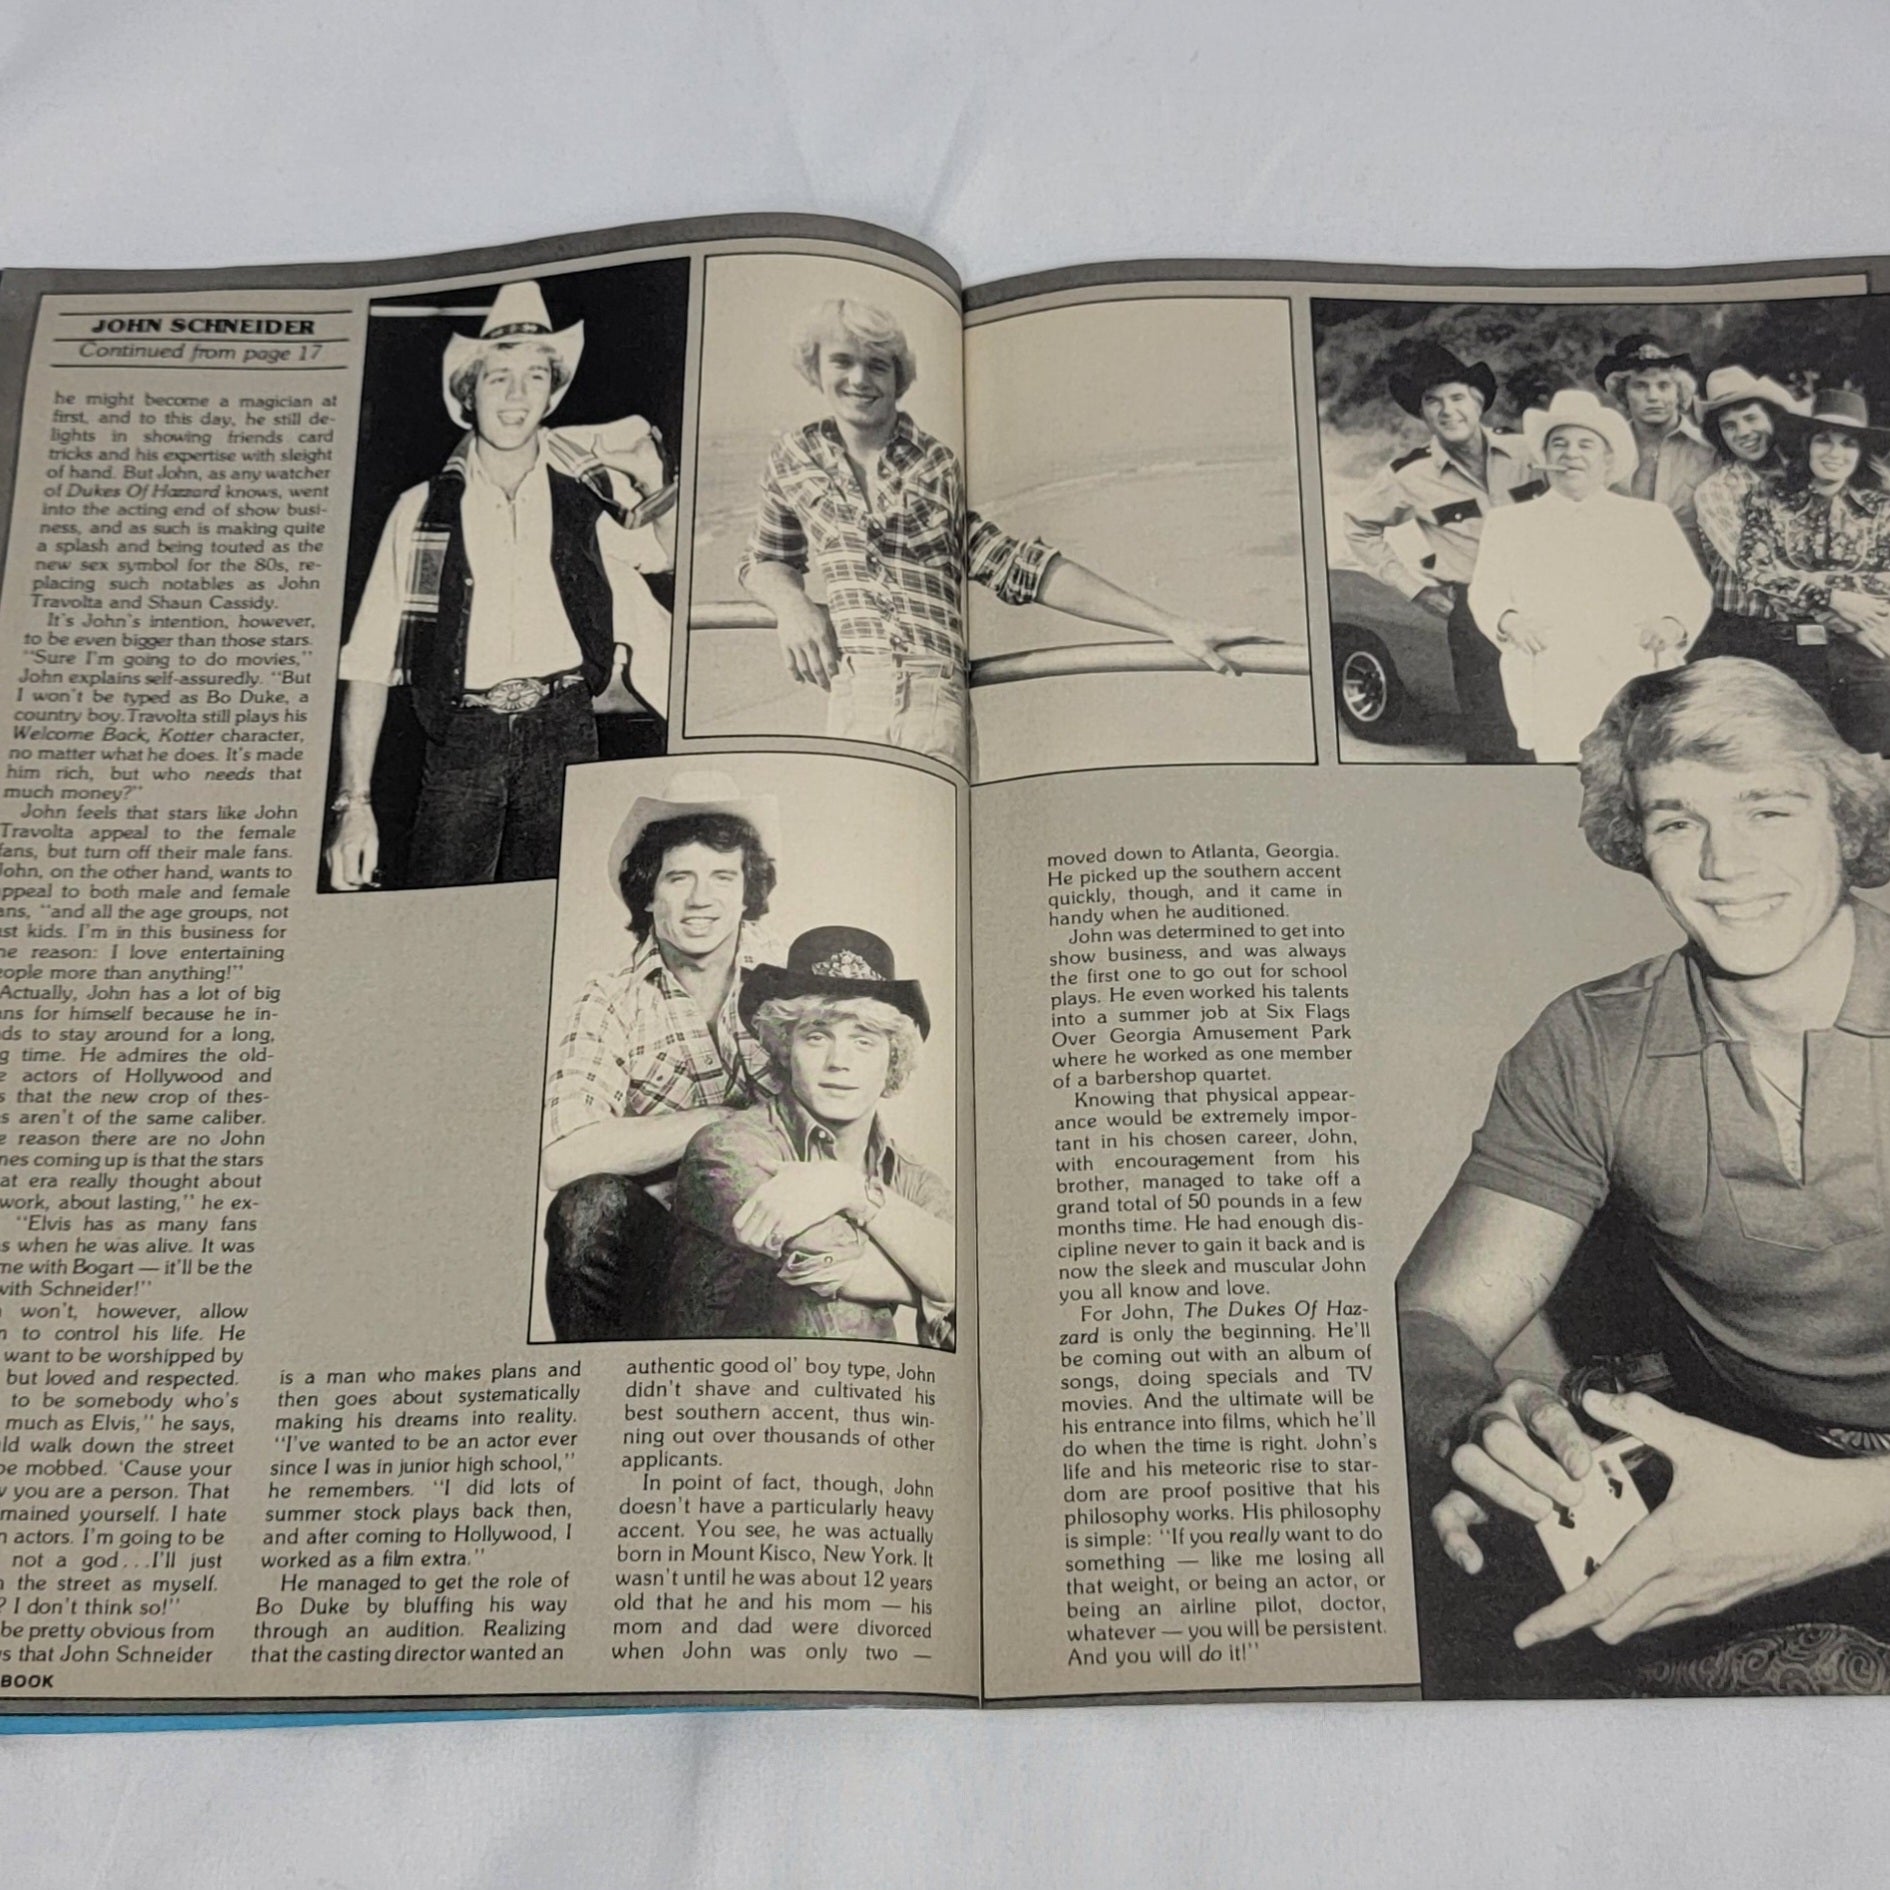 JOHN SCHNEIDER
Continued from page 17
he might become a magician at
first, and to this day, he still de-
lights in showing friends card
tricks and his expertise with sleight
of hand. But John, as any watcher
of Dukes Of Hazzard knows, went
into the acting end of show busi-
ness, and as such is making quite
a splash and being touted as the
new sex symbol for the 80s, re-
placing such notables as John
Travolta and Shaun Cassidy.
It's John's intention, however,
to be even bigger than those stars.
"Sure I'm going to do movies,"
John explains self-assuredly. "But
I won't be typed as Bo Duke, a
country boy. Travolta still plays his
Welcome Back, Kotter character,
no matter what he does. It's made
him rich, but who needs that
much money?"
John feels that stars like John
Travolta appeal to the female
fans, but turn off their male fans.
John, on the other hand, wants to
ppeal to both male and female
ans, "and all the age groups, not
st kids. I'm in this business for
ne reason: I love entertaining
eople more than anything!"
Actually, John has a lot of big
ans for himself because he in-
ds to stay around for a long,
g time. He admires the old-
e actors of Hollywood and
s that the new crop of thes-
s aren't of the same caliber.
e reason there are no John
nes coming up is that the stars
at era really thought about
work, about lasting," he ex-
"Elvis has as many fans
s when he was alive. It was
me with Bogart — it'll be the
with Schneider!"
won't, however, allow
n to control his life. He
want to be worshipped by
but loved and respected.
to be somebody who's
much as Elvis," he says,
ld walk down the street
be mobbed. 'Cause your
you are a person. That
mained yourself. I hate
n actors. I'm going to be
not a god...I'll just
n the street as myself.
? I don't think so!"
be pretty obvious from
s that John Schneider
BOOK
is a man who makes plans and
then goes about systematically
making his dreams into reality.
"I've wanted to be an actor ever
since I was in junior high school,"
he remembers. "I did lots of
summer stock plays back then,
and after coming to Hollywood, I
worked as a film extra."
He managed to get the role of
Bo Duke by bluffing his way
through an audition. Realizing
that the casting director wanted an
authentic good ol' boy type, John
didn't shave and cultivated his
best southern accent, thus win-
ning out over thousands of other
applicants.
In point of fact, though, John
doesn't have a particularly heavy
accent. You see, he was actually
born in Mount Kisco, New York. It
wasn't until he was about 12 years
old that he and his mom — his
mom and dad were divorced
when John was only two —
moved down to Atlanta, Georgia.
He picked up the southern accent
quickly, though, and it came in
handy when he auditioned.
John was determined to get into
show business, and was always
the first one to go out for school
plays. He even worked his talents
into a summer job at Six Flags
Over Georgia Amusement Park
where he worked as one member
of a barbershop quartet.
Knowing that physical appear-
ance would be extremely impor-
tant in his chosen career, John,
with encouragement from his
brother, managed to take off a
grand total of 50 pounds in a few
months time. He had enough dis-
cipline never to gain it back and is
now the sleek and muscular John
you all know and love.
For John, The Dukes Of Haz-
zard is only the beginning. He'll
be coming out with an album of
songs, doing specials and TV
movies. And the ultimate will be
his entrance into films, which he'll
do when the time is right. John's
life and his meteoric rise to star-
dom are proof positive that his
philosophy works. His philosophy
is simple: "If you really want to do
something — like me losing all
that weight, or being an actor, or
being an airline pilot, doctor,
whatever — you will be persistent.
And you will do it!"